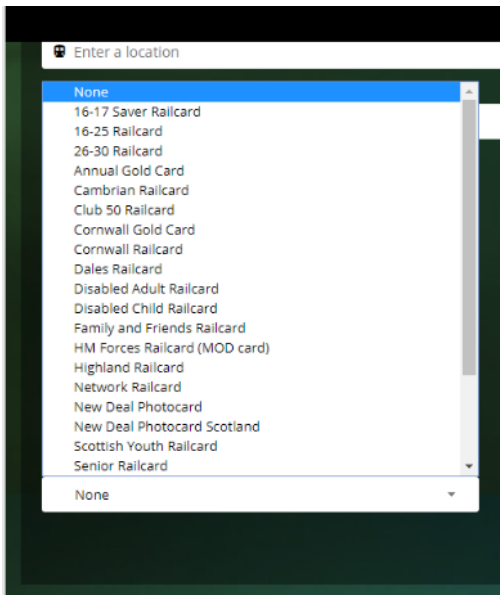 Enter a location
None
16-17 Saver Railcard
16-25 Railcard
26-30 Railcard
Annual Gold Card
Cambrian Railcard
Club 50 Railcard
Cornwall Gold Card
Cornwall Railcard
Dales Railcard
Disabled Adult Railcard
Disabled Child Railcard
Family and Friends Railcard
HM Forces Railcard (MOD card)
Highland Railcard
Network Railcard
New Deal Photocard
New Deal Photocard Scotland
Scottish Youth Railcard
Senior Railcard
None